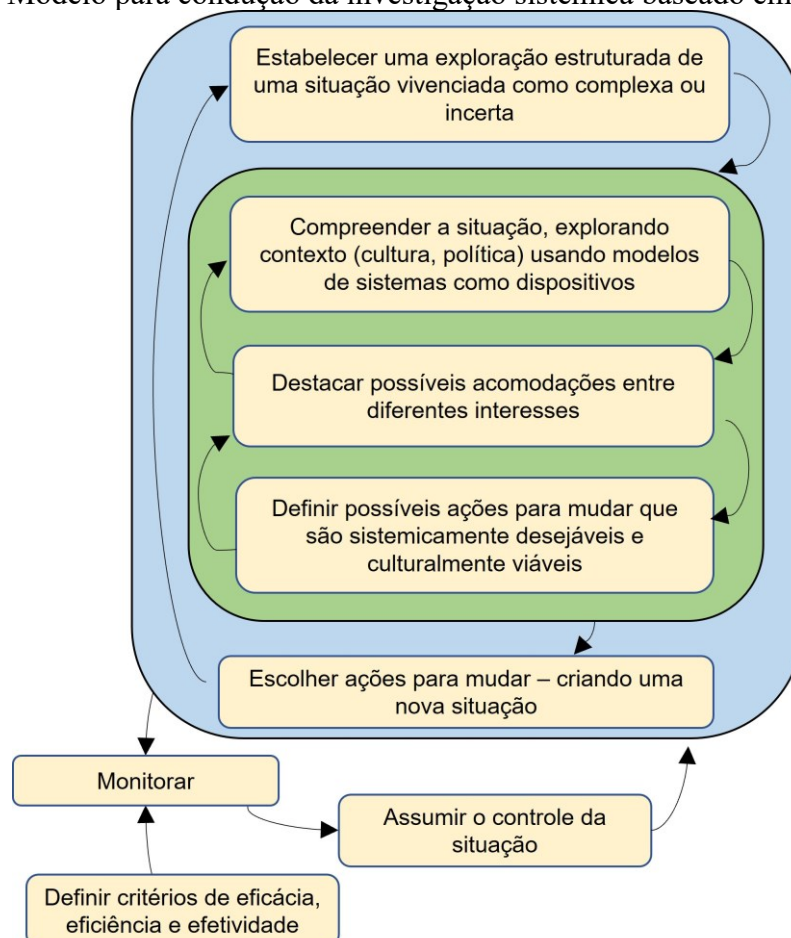 Modelo para condução da investigação sistêmica baseado em
Estabelecer uma exploração estruturada de
uma situação vivenciada como complexa ou
incerta
Compreender a situação, explorando
contexto (cultura, política) usando modelos
de sistemas como dispositivos
Destacar possíveis acomodações entre
diferentes interesses
Definir possíveis ações para mudar que
são sistemicamente desejáveis e
culturalmente viáveis
Escolher ações para mudar – criando uma
nova situação
Monitorar
Assumir o controle da
situação
Definir critérios de eficácia,
eficiência e efetividade